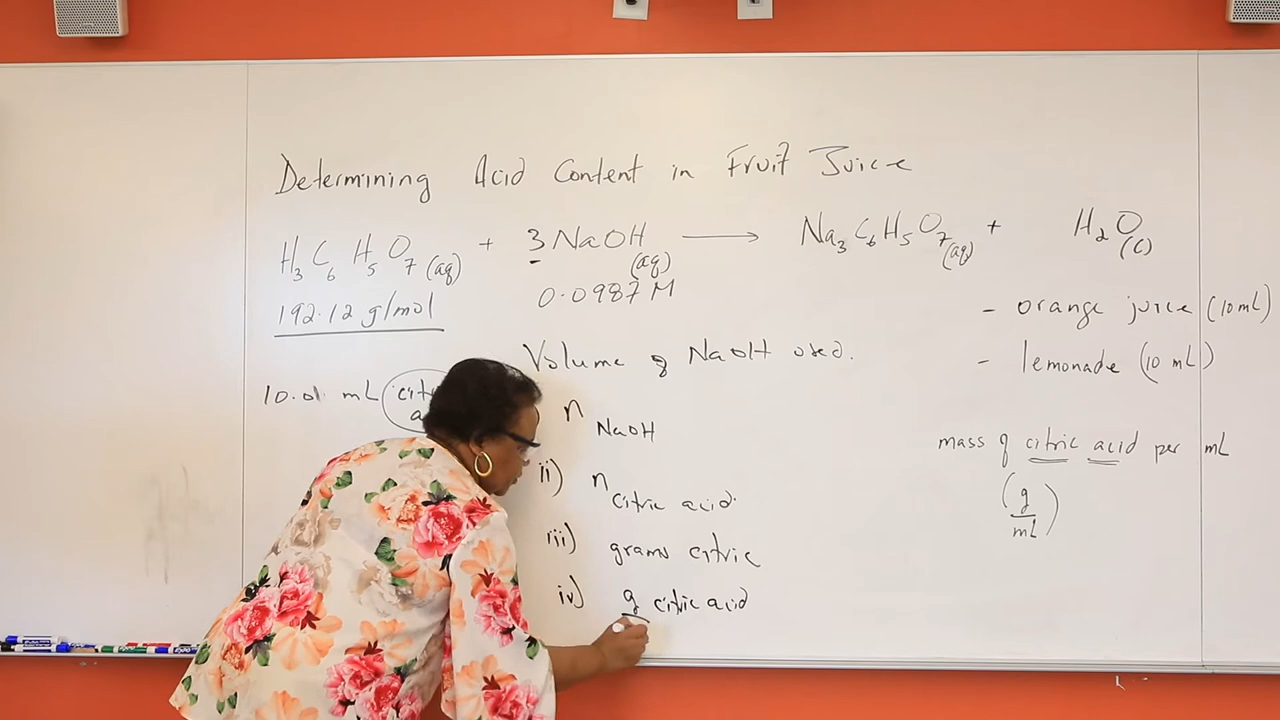 Determining Acid Content in Fruit Juice
H3C6H5O7(aq) + 3NaOH(aq) → Na3C6H5O7(aq) + H2O(l)
192.12 g/mol
0.0987 M
- orange juice (10mL)
- lemonade (10 mL)
Volume of NaOH used.
10.01 mL
n NaOH
ii) n citric acid.
iii) grams citric
iv) g citric acid
mass of citric acid per mL
(g/mL)